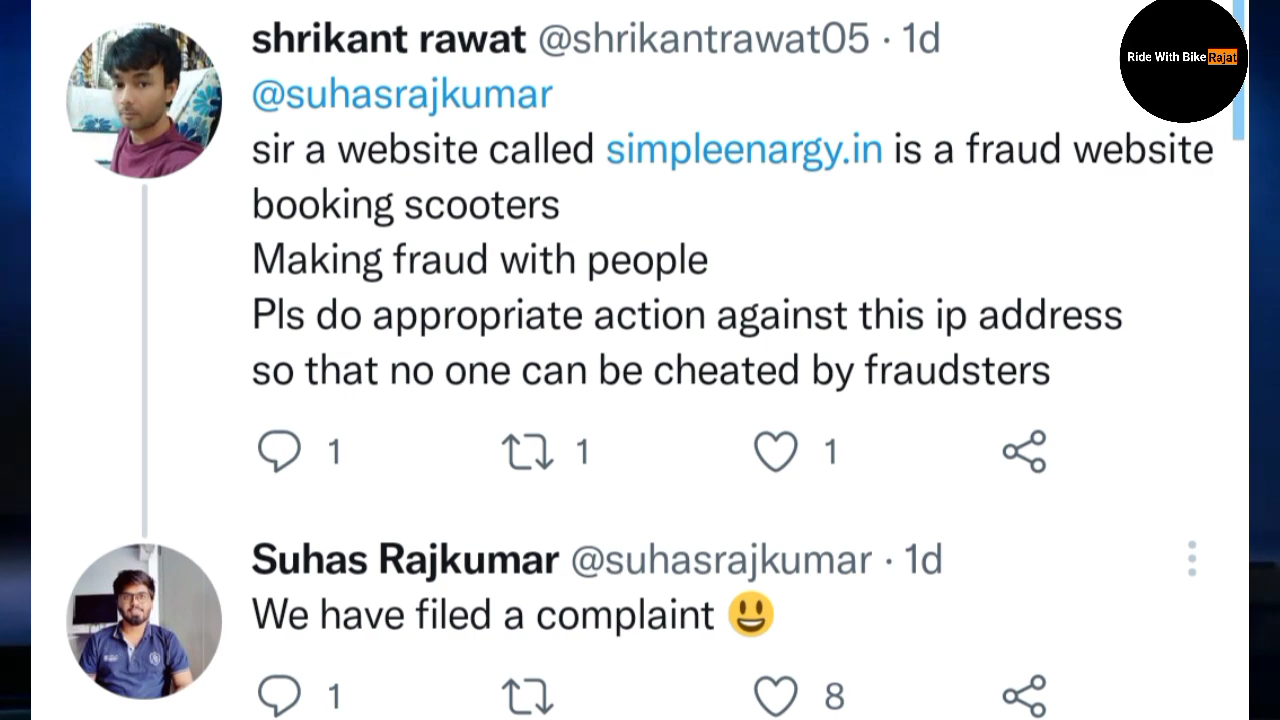 Ride With Bike Rajat
shrikant rawat @shrikantrawat05 · 1d
@suhasrajkumar
sir a website called simpleenargy.in is a fraud website
booking scooters
Making fraud with people
Pls do appropriate action against this ip address
so that no one can be cheated by fraudsters
1 1 1
Suhas Rajkumar @suhasrajkumar · 1d
We have filed a complaint 😃
1 8